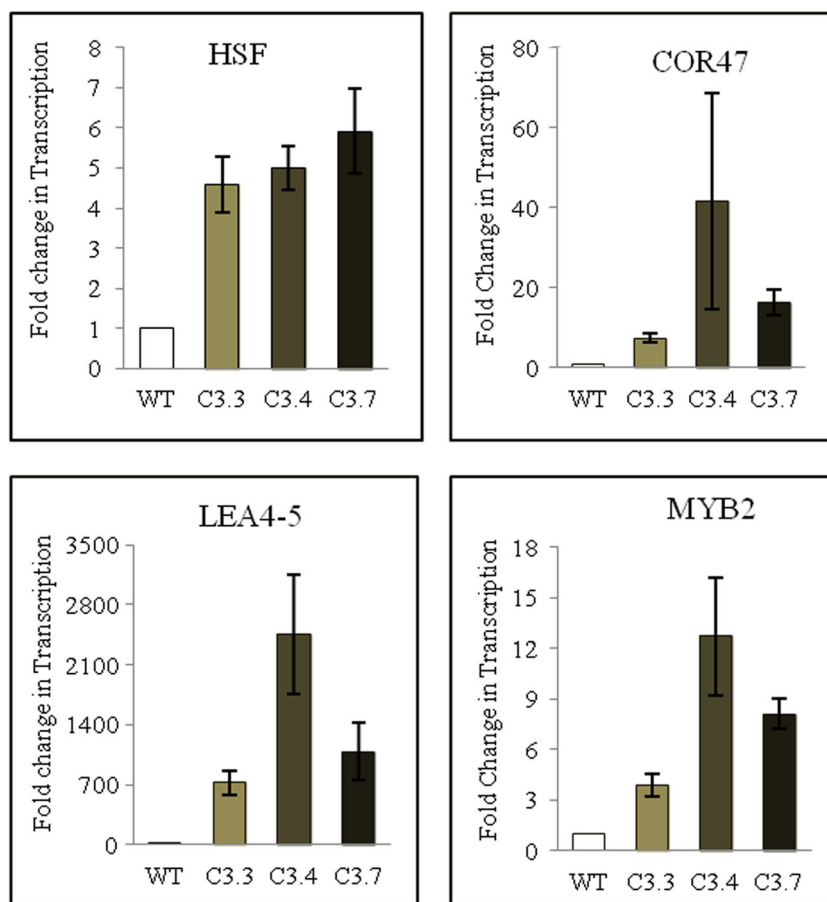 HSF
Fold change in Transcription
8
7
6
5
4
3
2
1
0
WT C3.3 C3.4 C3.7
COR47
Fold Change in Transcription
80
60
40
20
0
WT C3.3 C3.4 C3.7
LEA4-5
Fold change in Transcription
3500
2800
2100
1400
700
0
WT C3.3 C3.4 C3.7
MYB2
Fold Change in Transcription
18
15
12
9
6
3
0
WT C3.3 C3.4 C3.7